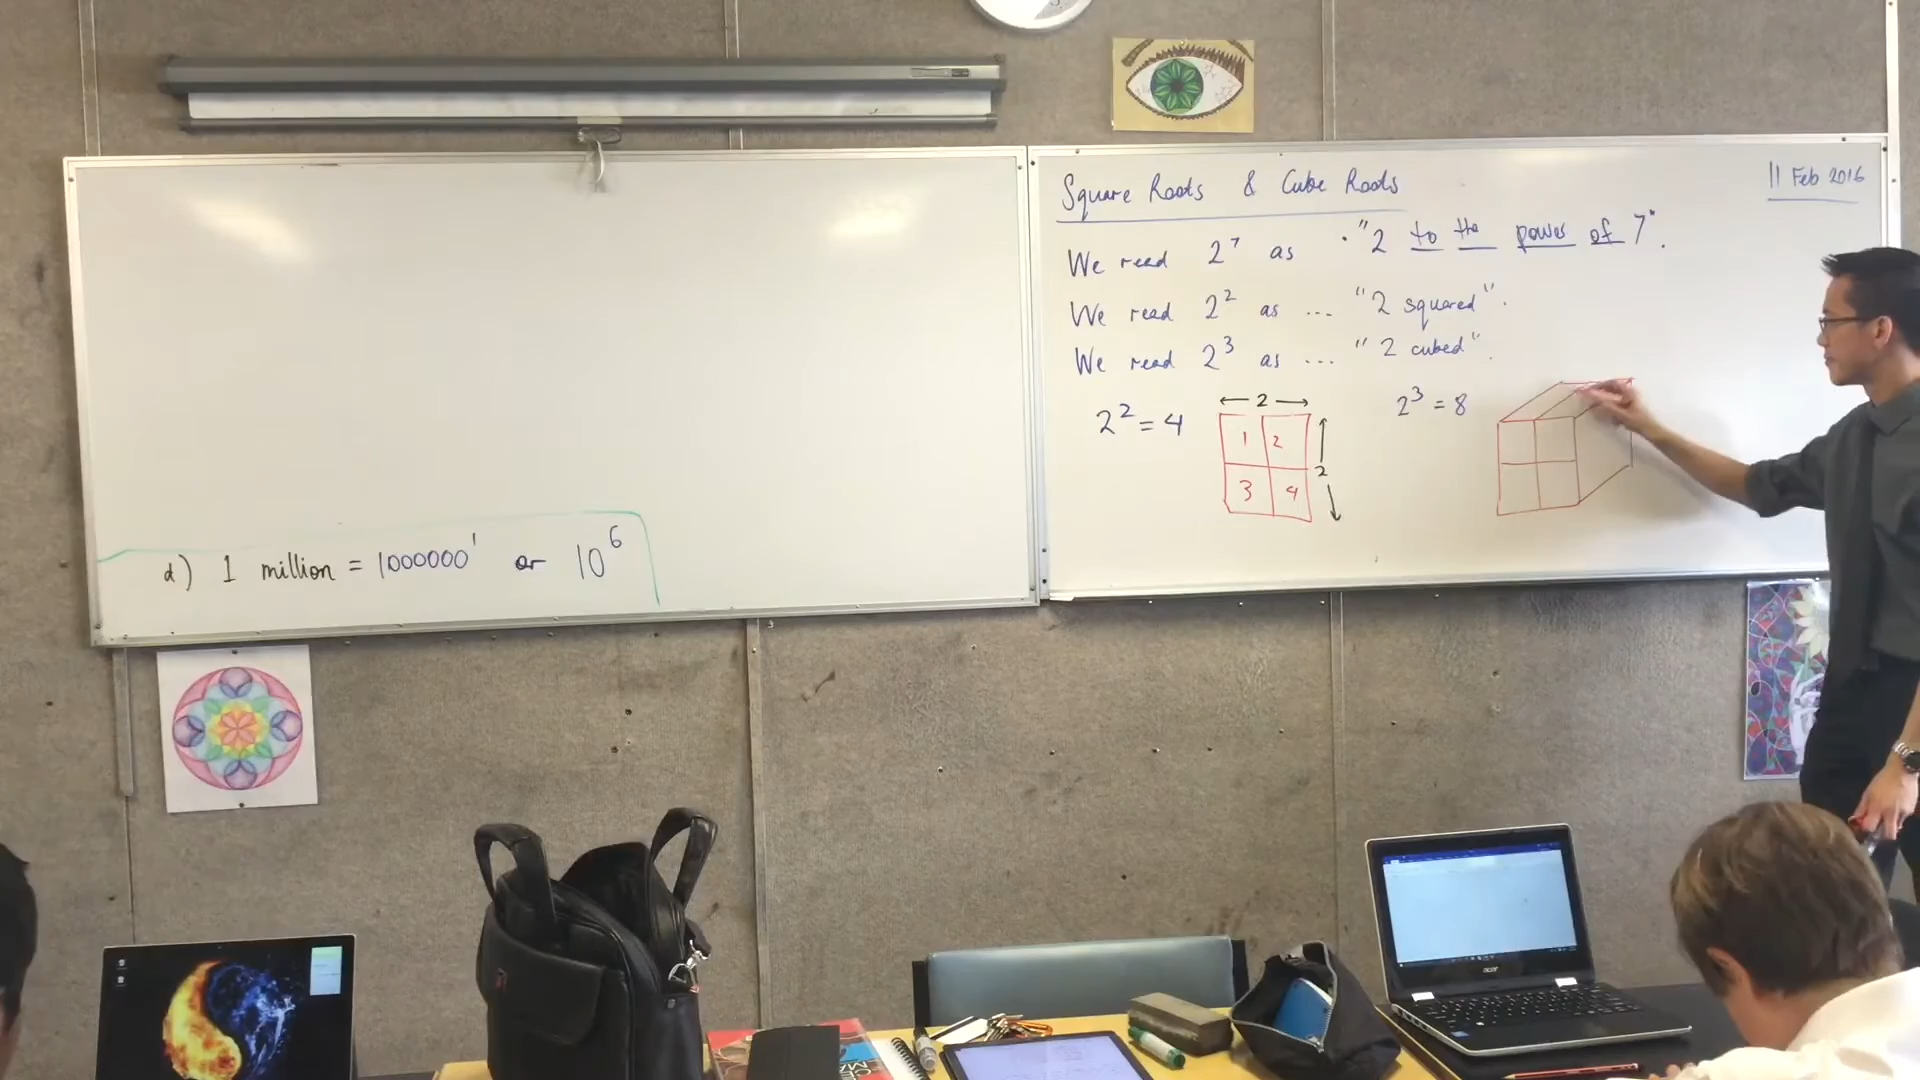 Square Roots & Cube Roots
11 Feb 2016
We read 2⁷ as "2 to the power of 7".
We read 2² as ... "2 squared".
We read 2³ as ... "2 cubed".
2² = 4
2
1 2
3 4
2
2³ = 8
d) 1 million = 1000000¹ or 10⁶
acer